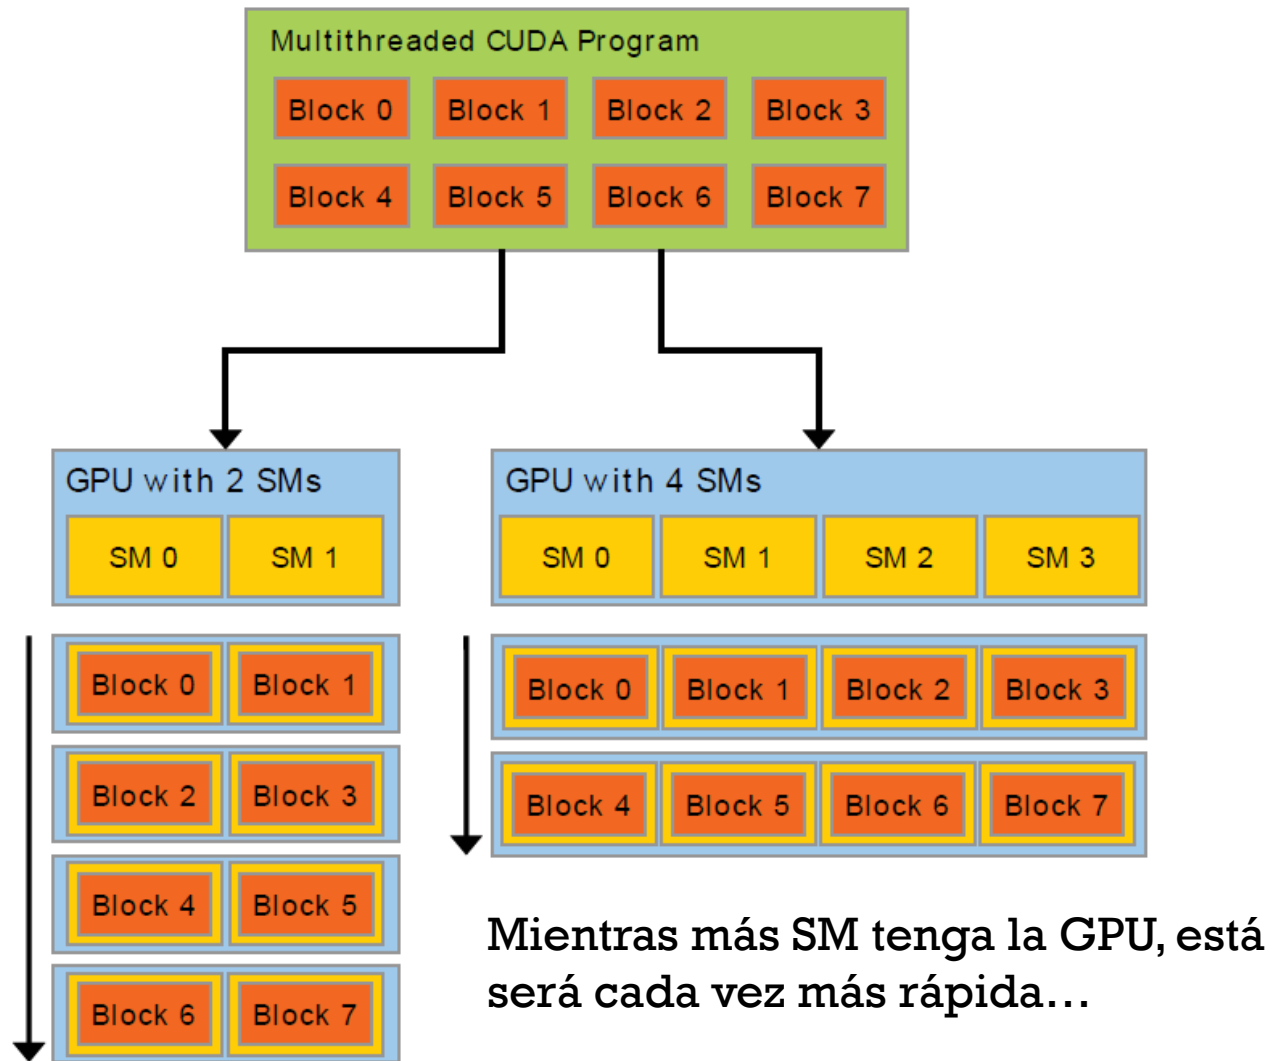 Multithreaded CUDA Program
Block 0 Block 1 Block 2 Block 3
Block 4 Block 5 Block 6 Block 7
GPU with 2 SMs
SM 0 SM 1
Block 0 Block 1
Block 2 Block 3
Block 4 Block 5
Block 6 Block 7
GPU with 4 SMs
SM 0 SM 1 SM 2 SM 3
Block 0 Block 1 Block 2 Block 3
Block 4 Block 5 Block 6 Block 7
Mientras más SM tenga la GPU, está
será cada vez más rápida...